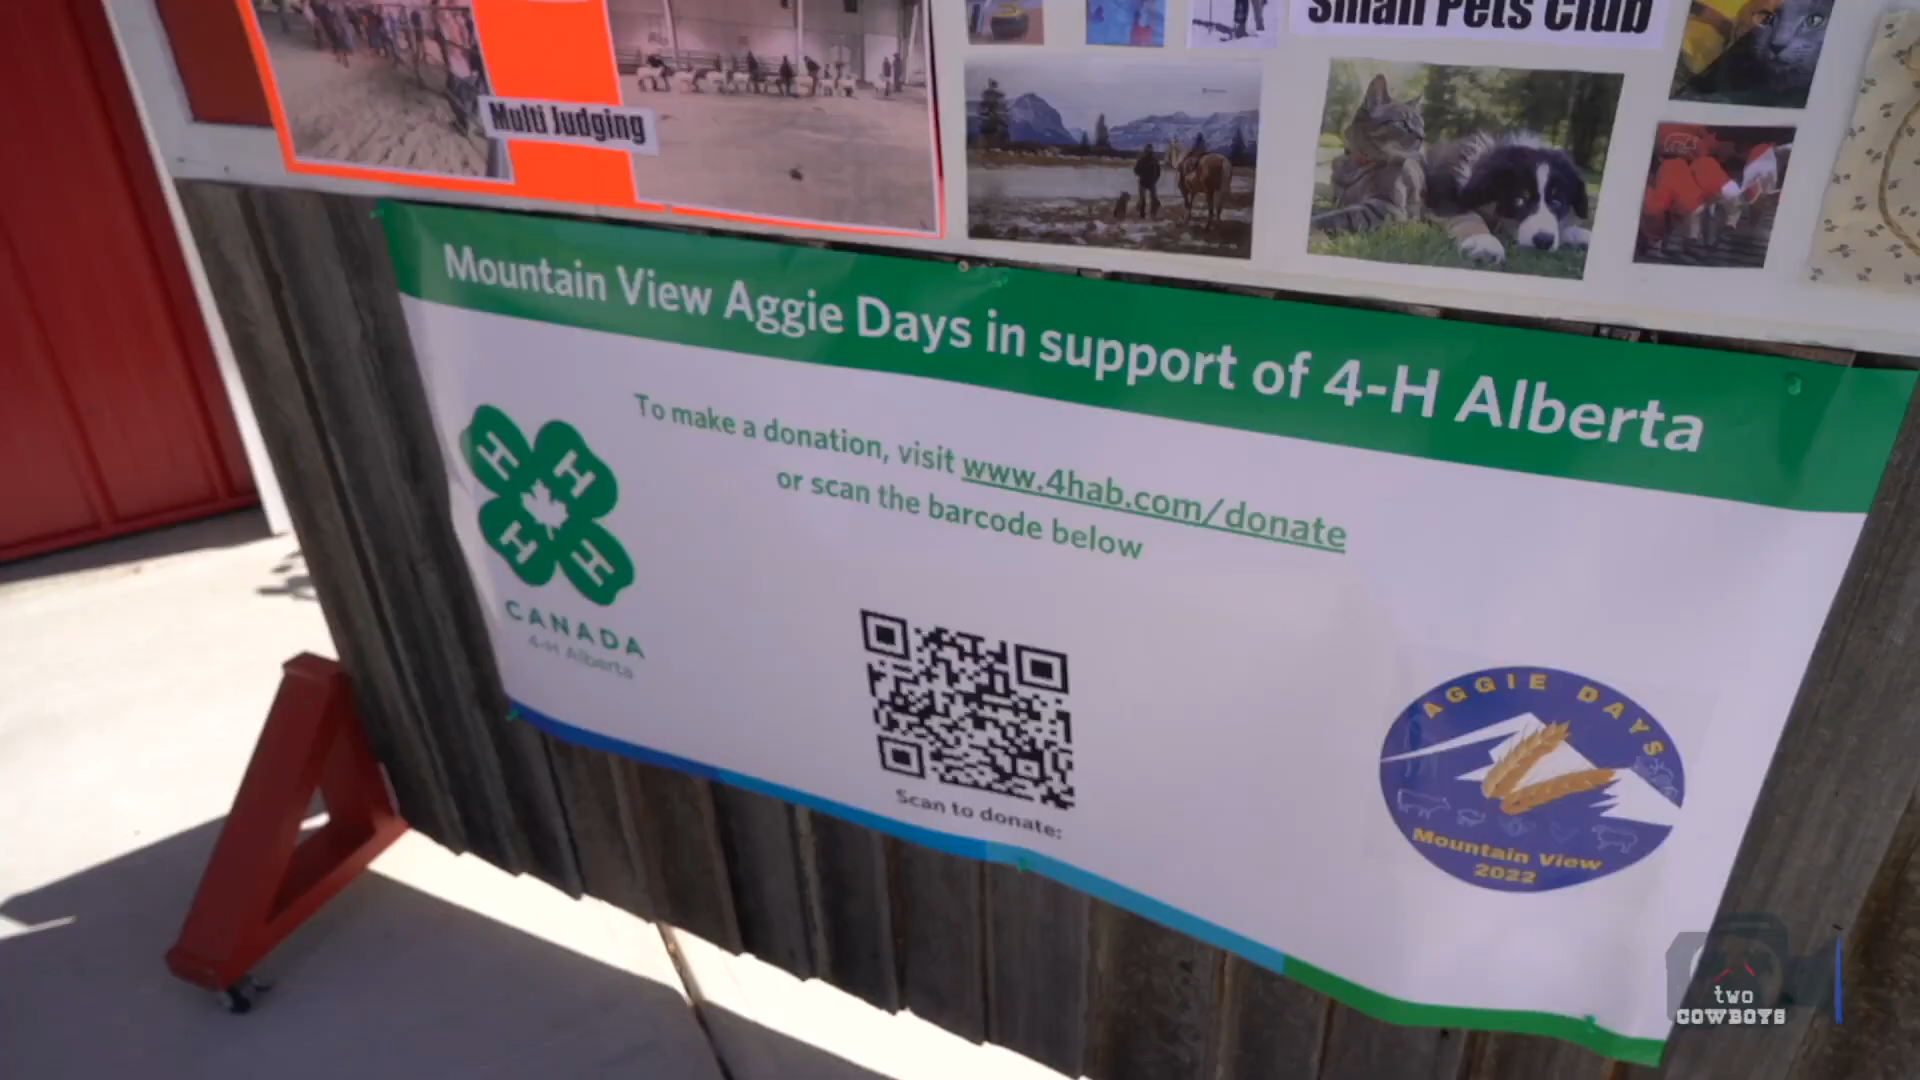 Small Pets Club
Multi Judging
Mountain View Aggie Days in support of 4-H Alberta
To make a donation, visit www.4hab.com/donate
or scan the barcode below
H H
H H
CANADA
4-H Alberta
Scan to donate:
AGGIE DAYS
Mountain View
2022
two
COWBOYS